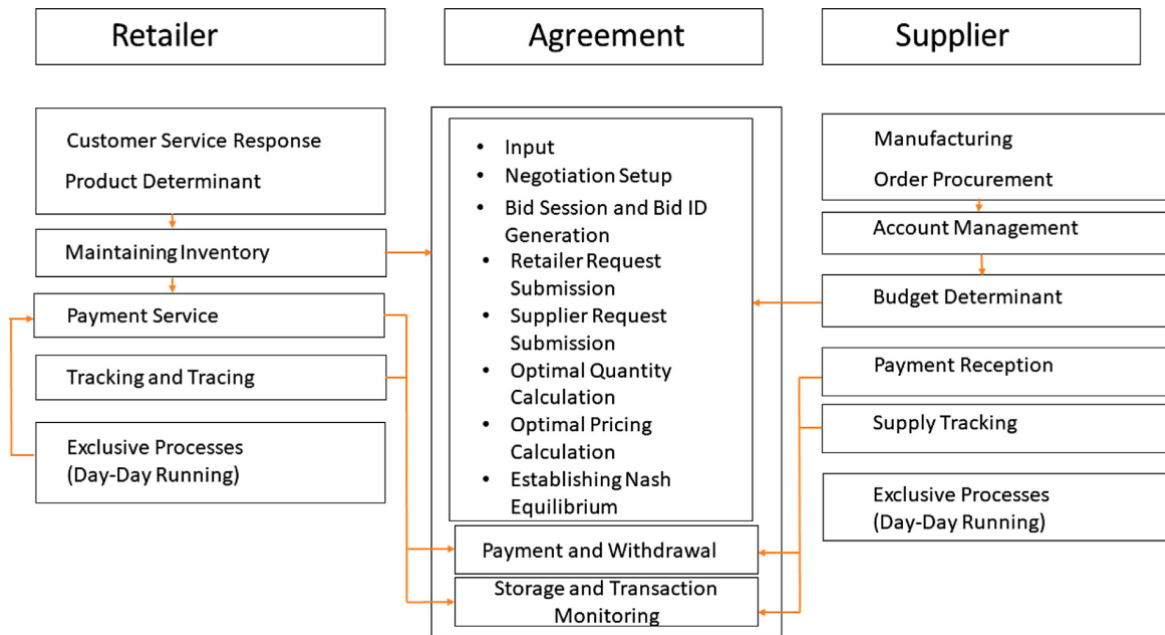 Retailer
Agreement
Supplier
Customer Service Response
Product Determinant
Maintaining Inventory
Payment Service
Tracking and Tracing
Exclusive Processes
(Day-Day Running)
• Input
• Negotiation Setup
• Bid Session and Bid ID
Generation
• Retailer Request
Submission
• Supplier Request
Submission
• Optimal Quantity
Calculation
• Optimal Pricing
Calculation
• Establishing Nash
Equilibrium
Payment and Withdrawal
Storage and Transaction
Monitoring
Manufacturing
Order Procurement
Account Management
Budget Determinant
Payment Reception
Supply Tracking
Exclusive Processes
(Day-Day Running)